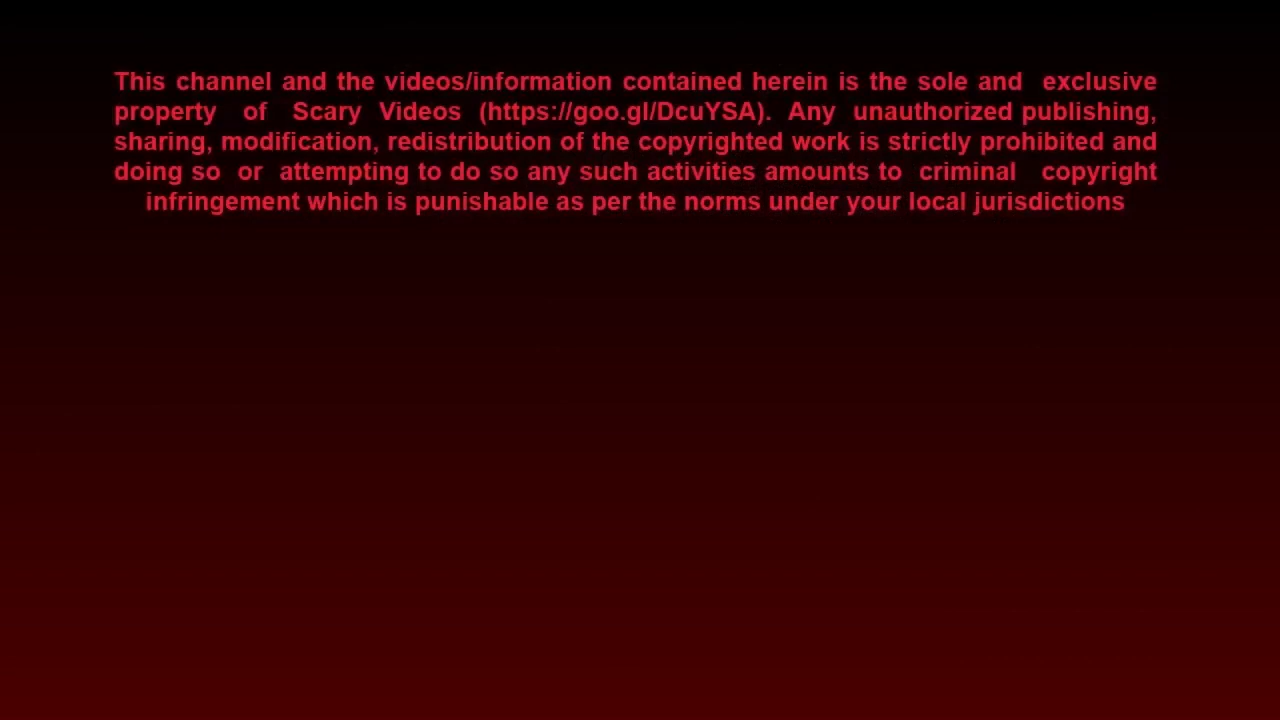 This channel and the videos/information contained herein is the sole and exclusive
property of Scary Videos (https://goo.gl/DcuYSA). Any unauthorized publishing,
sharing, modification, redistribution of the copyrighted work is strictly prohibited and
doing so or attempting to do so any such activities amounts to criminal copyright
infringement which is punishable as per the norms under your local jurisdictions